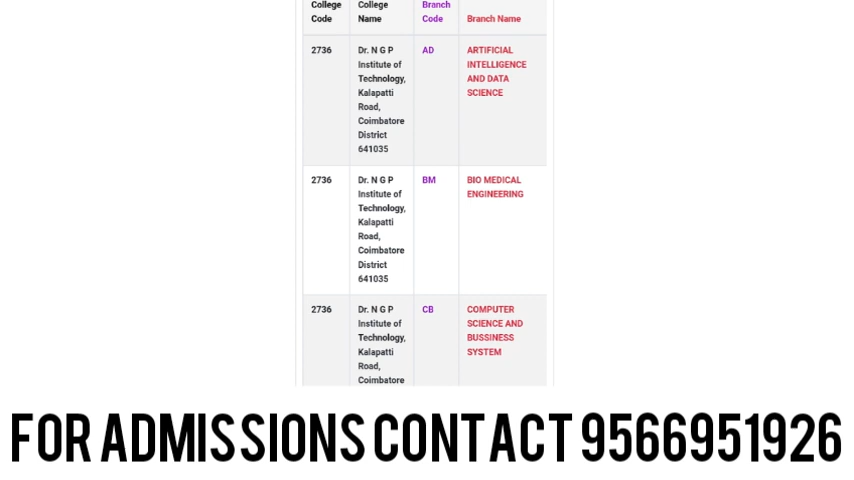 College College Branch
Code Name Code Branch Name
2736 Dr. N G P AD ARTIFICIAL
Institute of INTELLIGENCE
Technology, AND DATA
Kalapatti SCIENCE
Road,
Coimbatore
District
641035
2736 Dr. N G P BM BIO MEDICAL
Institute of ENGINEERING
Technology,
Kalapatti
Road,
Coimbatore
District
641035
2736 Dr. N G P CB COMPUTER
Institute of SCIENCE AND
Technology, BUSSINESS
Kalapatti SYSTEM
Road,
Coimbatore
FOR ADMISSIONS CONTACT 9566951926